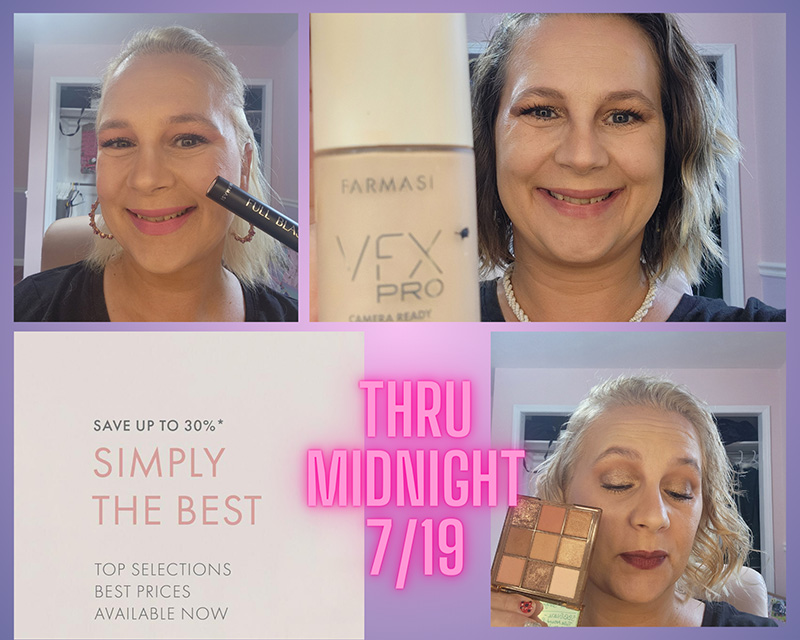 FULL BLA
FARMASi
VFX
PRO
CAMERA READY
SAVE UP TO 30%*
SIMPLY
THE BEST
TOP SELECTIONS
BEST PRICES
AVAILABLE NOW
THRU
MIDNIGHT
7/19